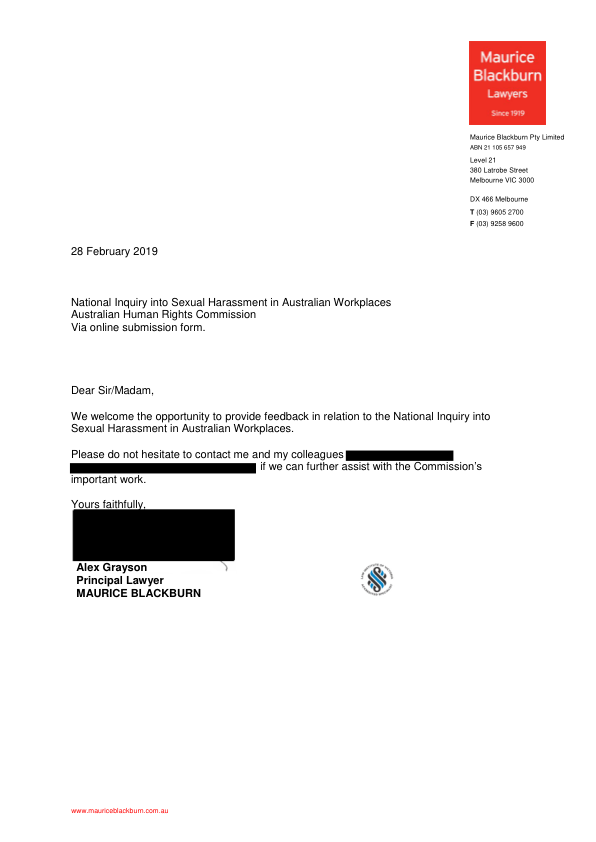 Maurice
Blackburn
Lawyers
Since 1919
Maurice Blackburn Pty Limited
ABN 21 105 657 949
Level 21
380 Latrobe Street
Melbourne VIC 3000
DX 466 Melbourne
T (03) 9605 2700
F (03) 9258 9600
28 February 2019
National Inquiry into Sexual Harassment in Australian Workplaces
Australian Human Rights Commission
Via online submission form.
Dear Sir/Madam,
We welcome the opportunity to provide feedback in relation to the National Inquiry into
Sexual Harassment in Australian Workplaces.
Please do not hesitate to contact me and my colleagues
if we can further assist with the Commission's
important work.
Yours faithfully,
Alex Grayson
Principal Lawyer
MAURICE BLACKBURN
www.mauriceblackburn.com.au